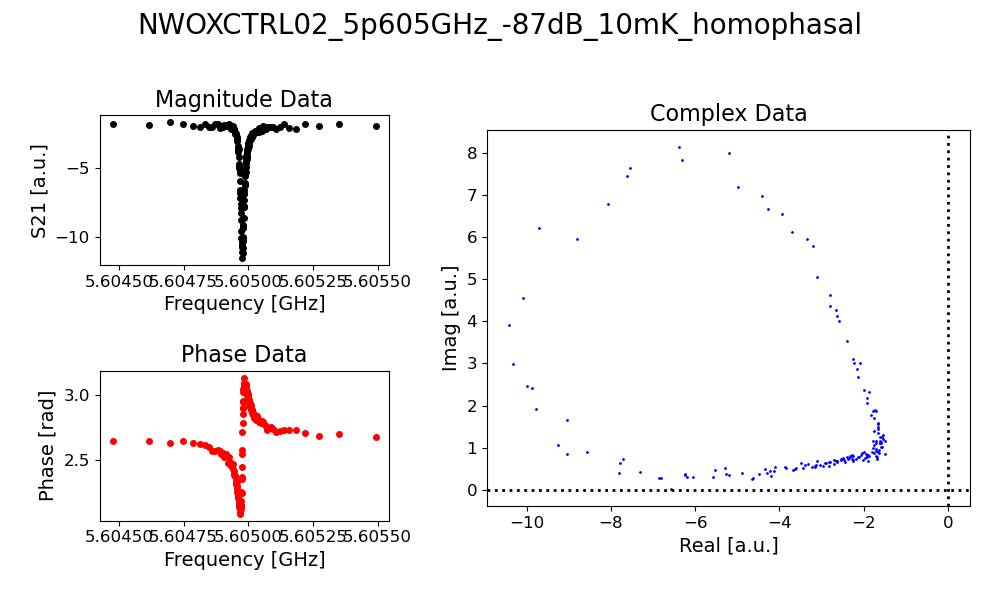 NWOXCTRL02_5p605GHz_-87dB_10mK_homophasal
Magnitude Data
S21 [a.u.]
−5
−10
5.60450 5.60475 5.60500 5.60525 5.60550
Frequency [GHz]
Phase Data
Phase [rad]
3.0
2.5
5.60450 5.60475 5.60500 5.60525 5.60550
Frequency [GHz]
Complex Data
Imag [a.u.]
8
7
6
5
4
3
2
1
0
−10 −8 −6 −4 −2 0
Real [a.u.]